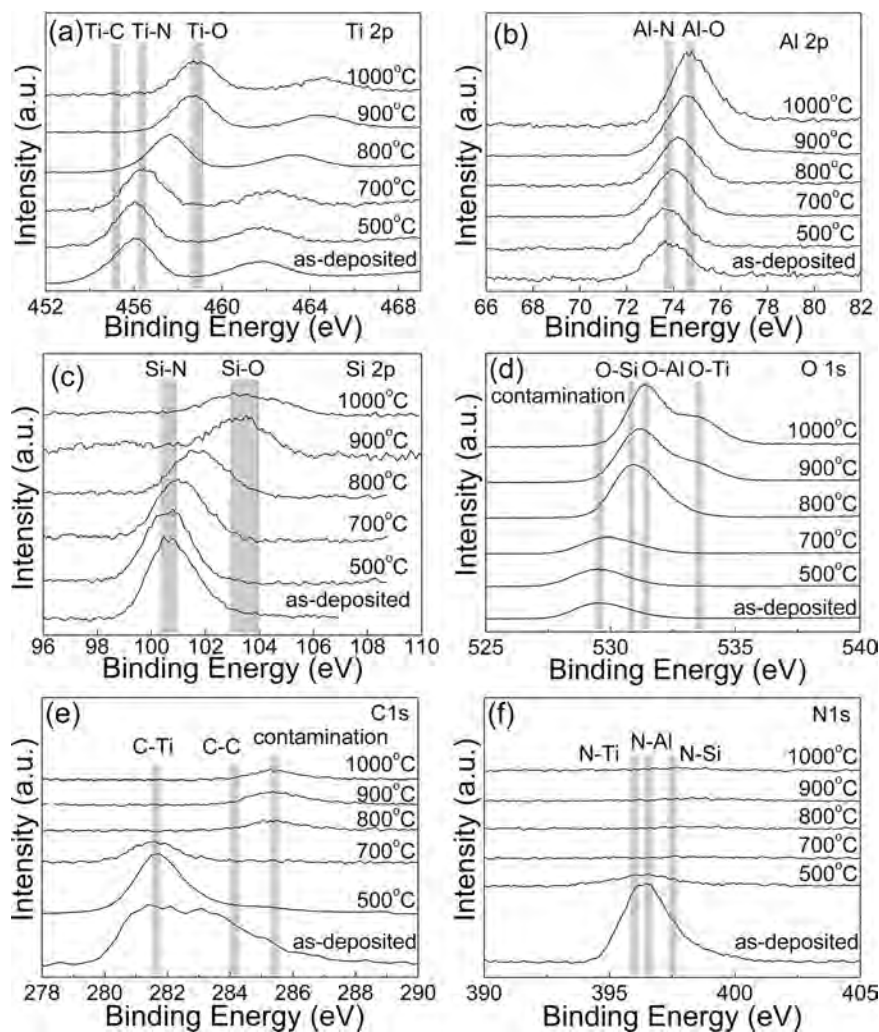 (a) Ti-C Ti-N Ti-O Ti 2p
1000°C
900°C
800°C
700°C
500°C
as-deposited
Intensity (a.u.)
452 456 460 464 468
Binding Energy (eV)
(b) Al-N Al-O Al 2p
1000°C
900°C
800°C
700°C
500°C
as-deposited
Intensity (a.u.)
66 68 70 72 74 76 78 80 82
Binding Energy (eV)
(c) Si-N Si-O Si 2p
1000°C
900°C
800°C
700°C
500°C
as-deposited
Intensity (a.u.)
96 98 100 102 104 106 108 110
Binding Energy (eV)
(d) O-Si O-Al O-Ti O 1s
contamination
1000°C
900°C
800°C
700°C
500°C
as-deposited
Intensity (a.u.)
525 530 535 540
Binding Energy (eV)
(e) C1s
C-Ti C-C contamination
1000°C
900°C
800°C
700°C
500°C
as-deposited
Intensity (a.u.)
278 280 282 284 286 288 290
Binding Energy (eV)
(f) N1s
N-Ti N-Al N-Si
1000°C
900°C
800°C
700°C
500°C
as-deposited
Intensity (a.u.)
390 395 400 405
Binding Energy (eV)